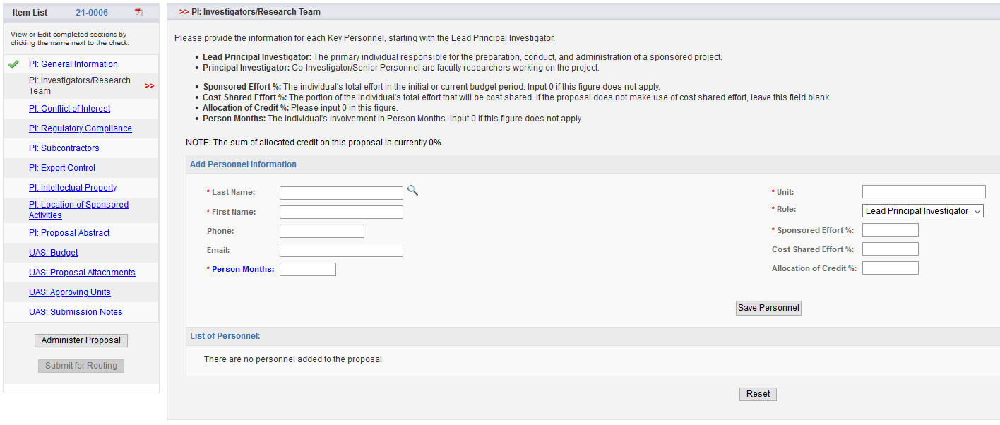 Item List 21-0006
View or Edit completed sections by
clicking the name next to the check.
PI: General Information
PI: Investigators/Research
Team
>>
PI: Conflict of Interest
PI: Regulatory Compliance
PI: Subcontractors
PI: Export Control
PI: Intellectual Property
PI: Location of Sponsored
Activities
PI: Proposal Abstract
UAS: Budget
UAS: Proposal Attachments
UAS: Approving Units
UAS: Submission Notes
Administer Proposal
Submit for Routing
>> PI: Investigators/Research Team
Please provide the information for each Key Personnel, starting with the Lead Principal Investigator.
• Lead Principal Investigator: The primary individual responsible for the preparation, conduct, and administration of a sponsored project.
• Principal Investigator: Co-Investigator/Senior Personnel are faculty researchers working on the project.
• Sponsored Effort %: The individual's total effort in the initial or current budget period. Input 0 if this figure does not apply.
• Cost Shared Effort %: The portion of the individual's total effort that will be cost shared. If the proposal does not make use of cost shared effort, leave this field blank.
• Allocation of Credit %: Please input 0 in this figure.
• Person Months: The individual's involvement in Person Months. Input 0 if this figure does not apply.
NOTE: The sum of allocated credit on this proposal is currently 0%.
Add Personnel Information
* Last Name:
* First Name:
Phone:
Email:
* Person Months:
* Unit:
* Role: Lead Principal Investigator
* Sponsored Effort %:
Cost Shared Effort %:
Allocation of Credit %:
Save Personnel
List of Personnel:
There are no personnel added to the proposal
Reset